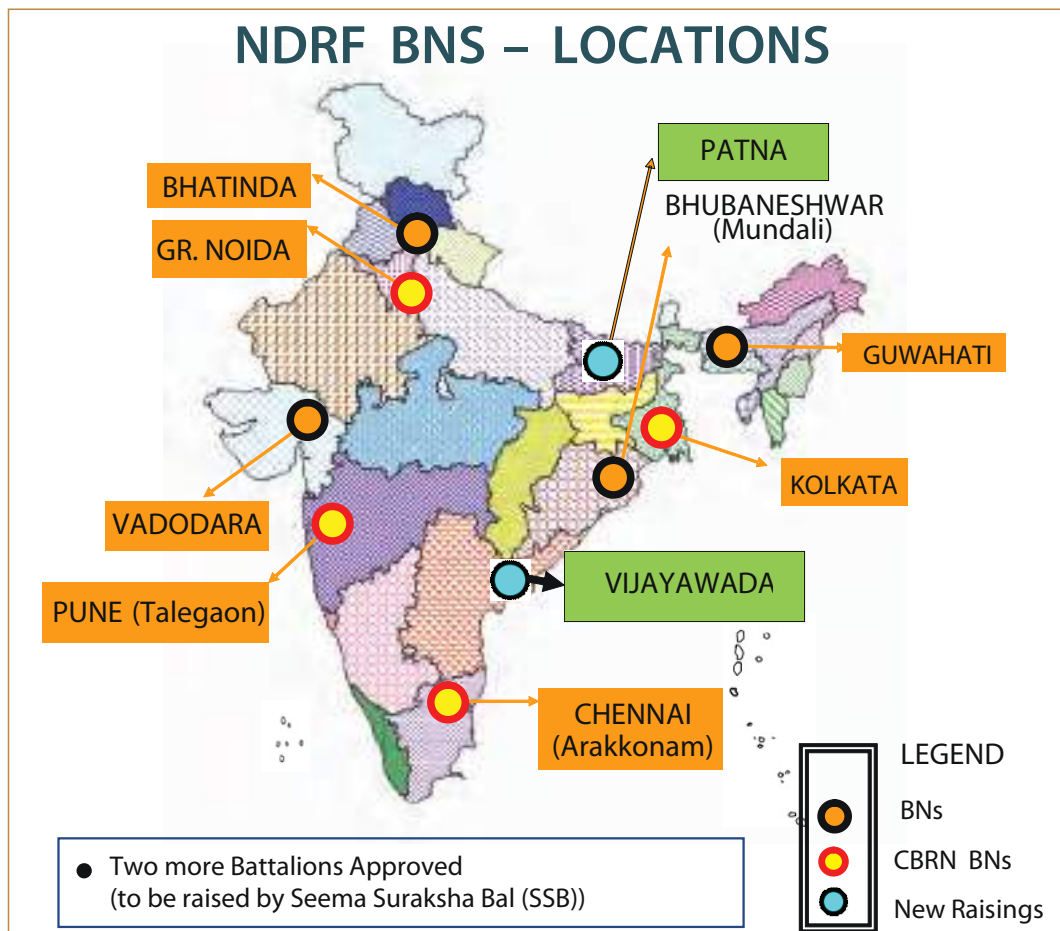 NDRF BNS – LOCATIONS
PATNA
BHATINDA
BHUBANESHWAR
(Mundali)
GR. NOIDA
GUWAHATI
KOLKATA
VADODARA
VIJAYAWADA
PUNE (Talegaon)
CHENNAI
(Arakkonam)
LEGEND
BNs
CBRN BNs
New Raisings
● Two more Battalions Approved
(to be raised by Seema Suraksha Bal (SSB))